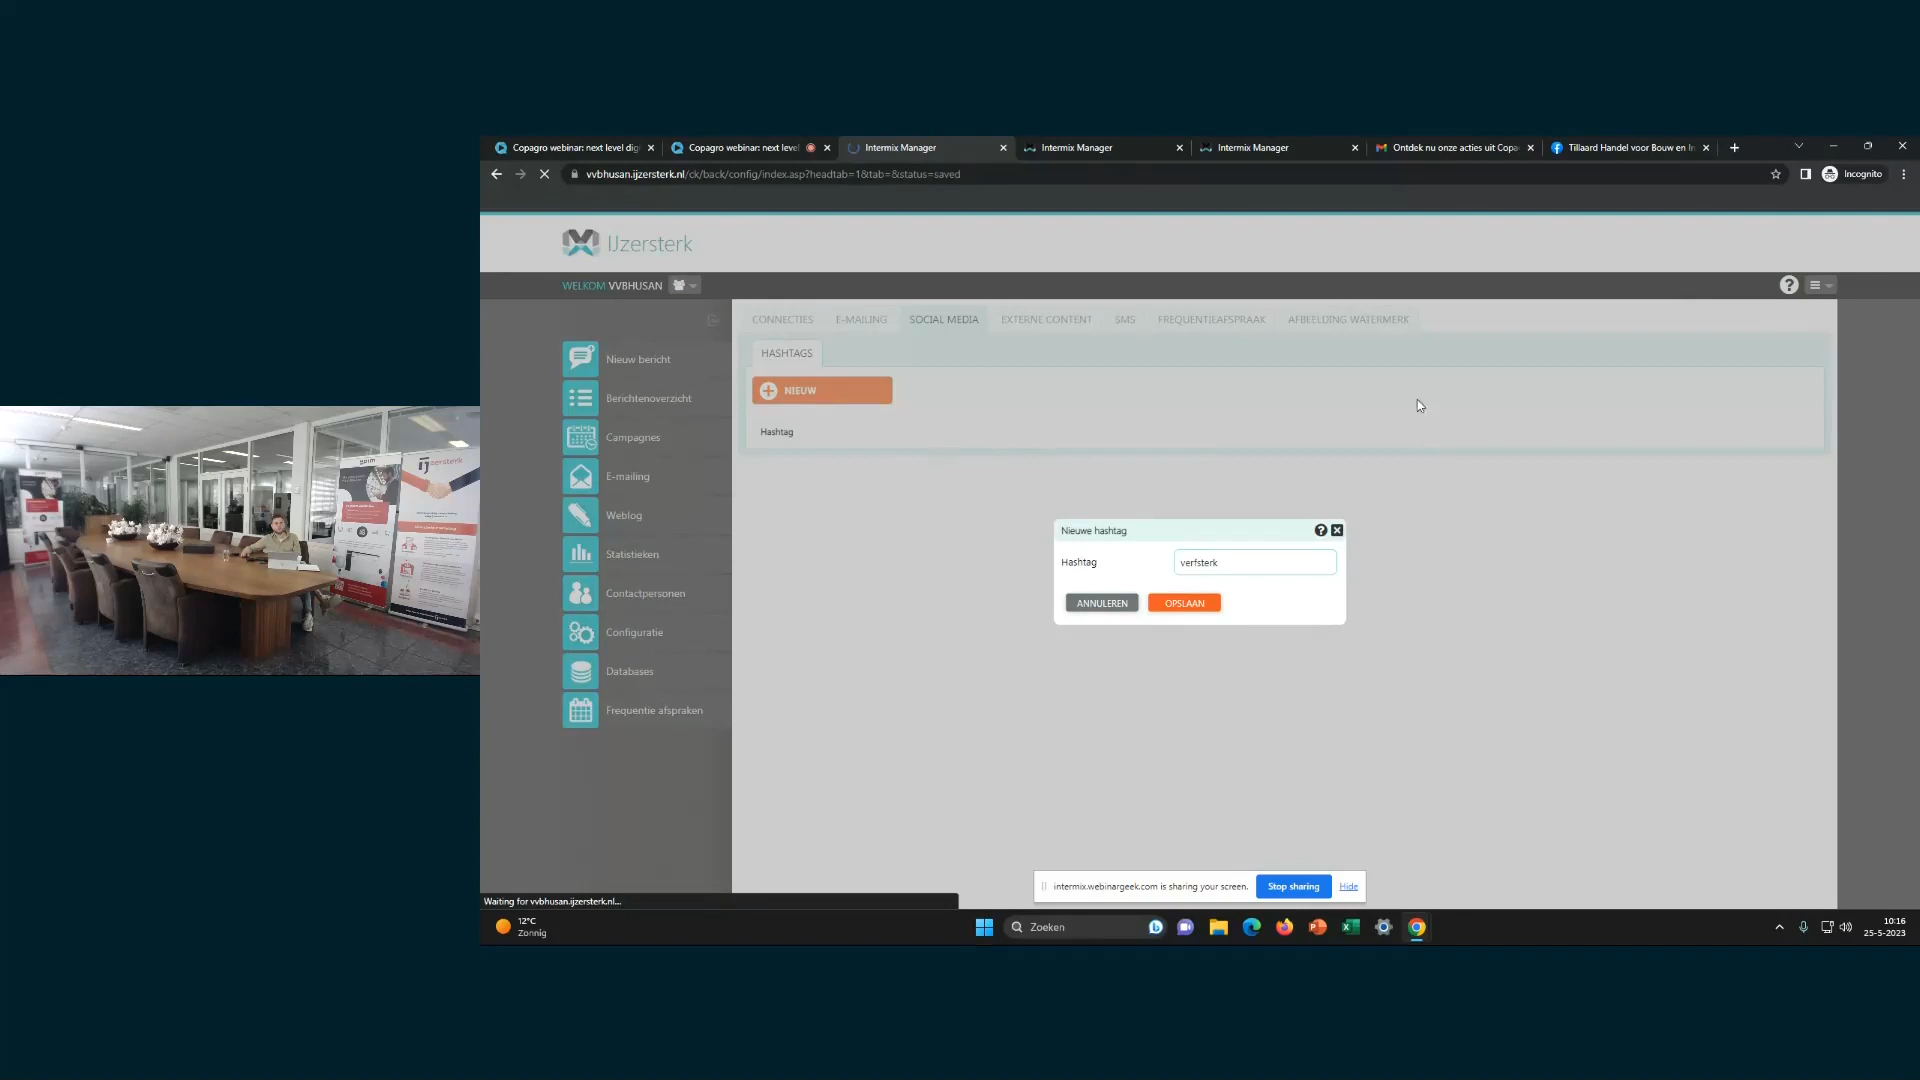 Copagro webinar: next level dig
Copagro webinar: next level
Intermix Manager
Intermix Manager
Intermix Manager
Ontdek nu onze acties uit Copa
Tillaard Handel voor Bouw en In
vvbhusan.ijzersterk.nl/ck/back/config/index.asp?headtab=1&tab=&status=saved
Incognito
IJzersterk
WELKOM VVBHUSAN
CONNECTIES
E-MAILING
SOCIAL MEDIA
EXTERNE CONTENT
SMS
FREQUENTIEAFSPRAAK
AFBEELDING WATERMERK
HASHTAGS
NIEUW
Hashtag
Nieuw bericht
Berichtenoverzicht
Campagnes
E-mailing
Weblog
Statistieken
Contactpersonen
Configuratie
Databases
Frequentie afspraken
Nieuwe hashtag
Hashtag
verfsterk
ANNULEREN
OPSLAAN
ijzersterk
intermix.webinargeek.com is sharing your screen.
Stop sharing
Hide
Waiting for vvbhusan.ijzersterk.nl...
12°C
Zonnig
Zoeken
10:16
25-5-2023